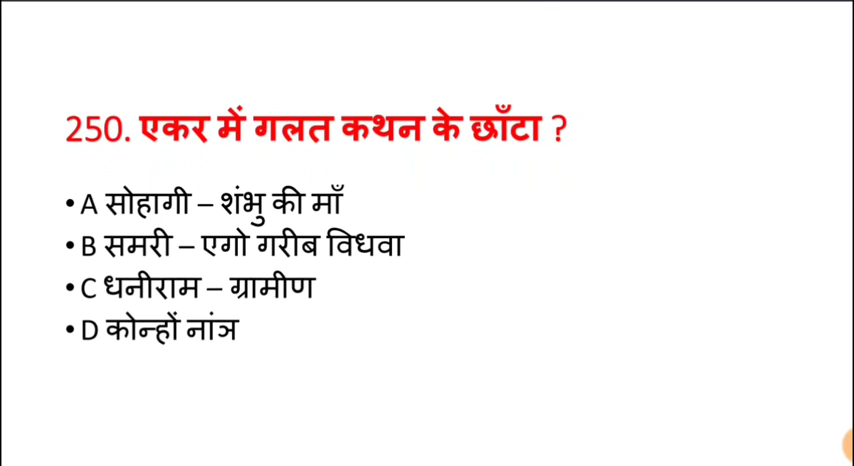 250. एकर में गलत कथन के छाँटा ?
• A सोहागी – शंभु की माँ
• B समरी – एगो गरीब विधवा
• C धनीराम – ग्रामीण
• D कोन्हों नांञ